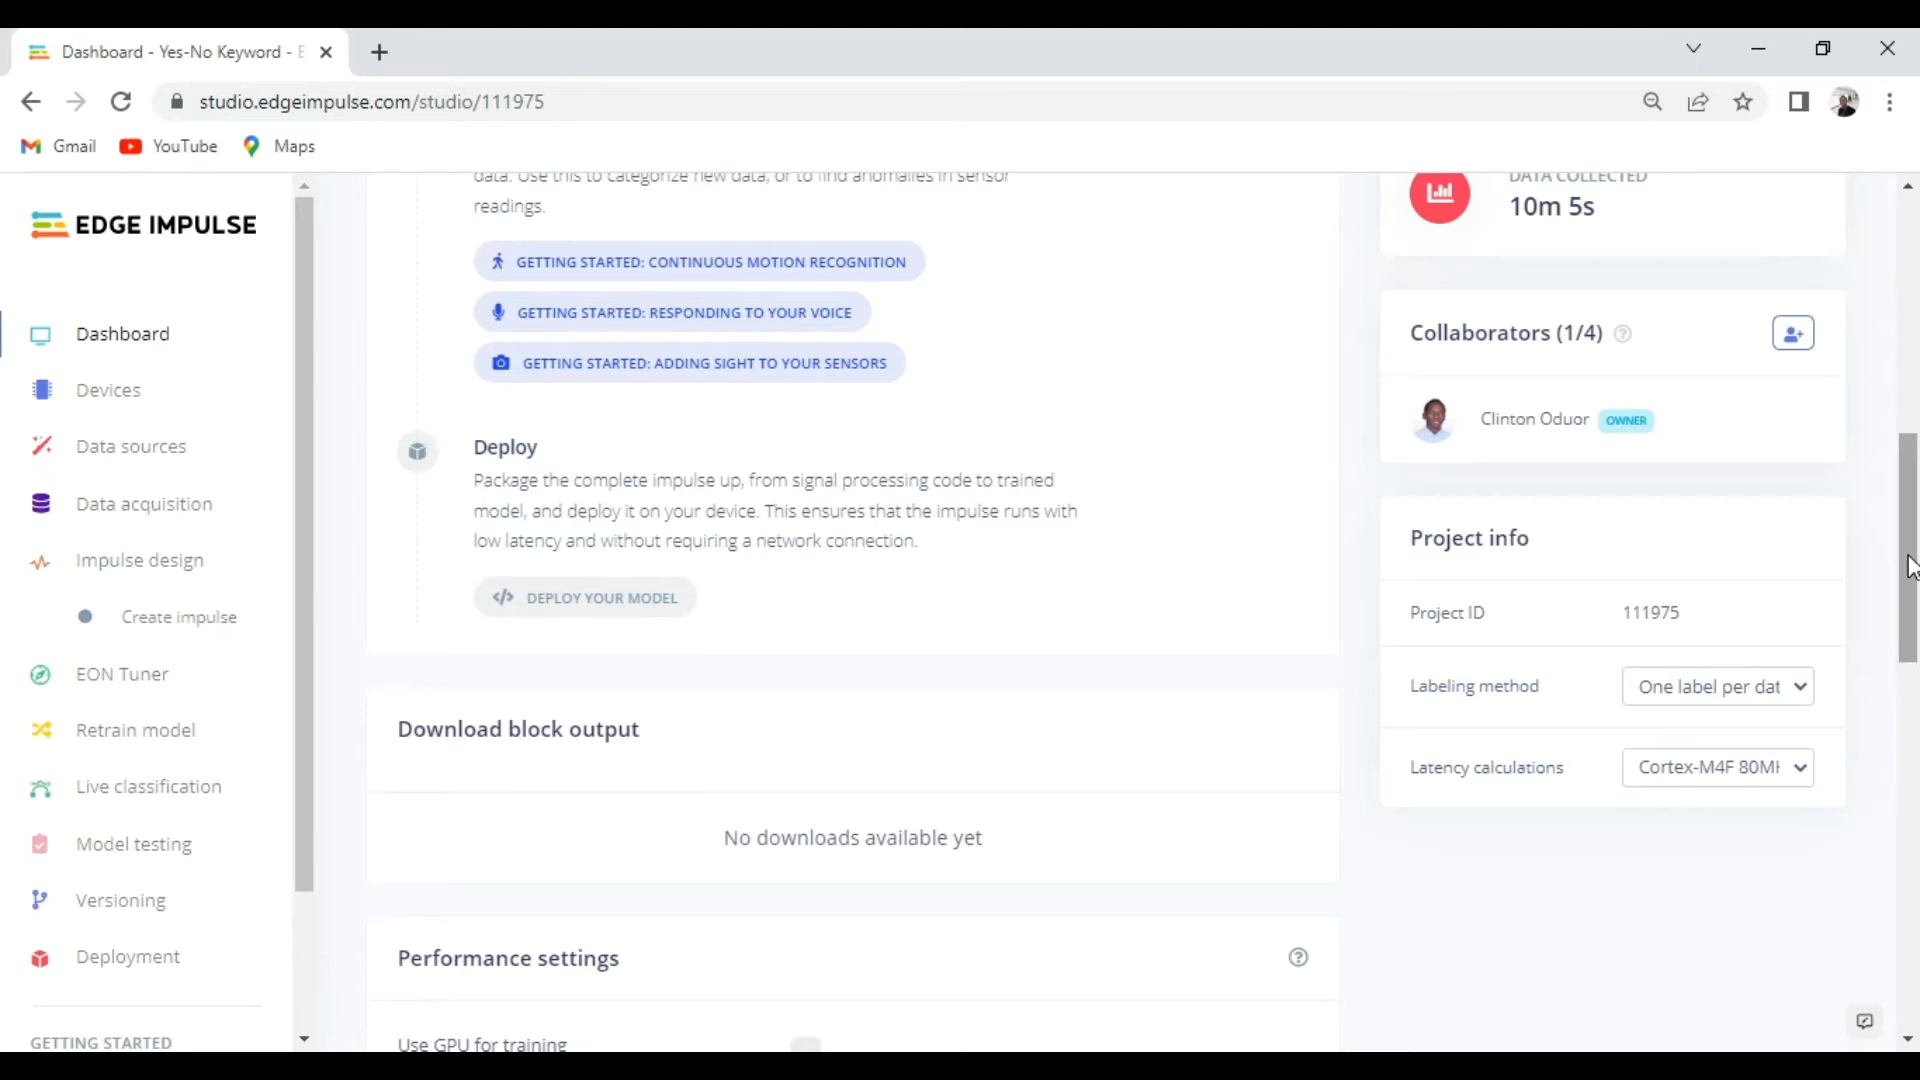 Dashboard - Yes-No Keyword - E
studio.edgeimpulse.com/studio/111975
Gmail
YouTube
Maps
EDGE IMPULSE
Dashboard
Devices
Data sources
Data acquisition
Impulse design
Create impulse
EON Tuner
Retrain model
Live classification
Model testing
Versioning
Deployment
GETTING STARTED
data. Use this to categorize new data, or to find anomalies in sensor
readings.
GETTING STARTED: CONTINUOUS MOTION RECOGNITION
GETTING STARTED: RESPONDING TO YOUR VOICE
GETTING STARTED: ADDING SIGHT TO YOUR SENSORS
Deploy
Package the complete impulse up, from signal processing code to trained
model, and deploy it on your device. This ensures that the impulse runs with
low latency and without requiring a network connection.
</> DEPLOY YOUR MODEL
Download block output
No downloads available yet
Performance settings
Use GPU for training
DATA COLLECTED
10m 5s
Collaborators (1/4)
Clinton Oduor OWNER
Project info
Project ID 111975
Labeling method One label per dat
Latency calculations Cortex-M4F 80MH